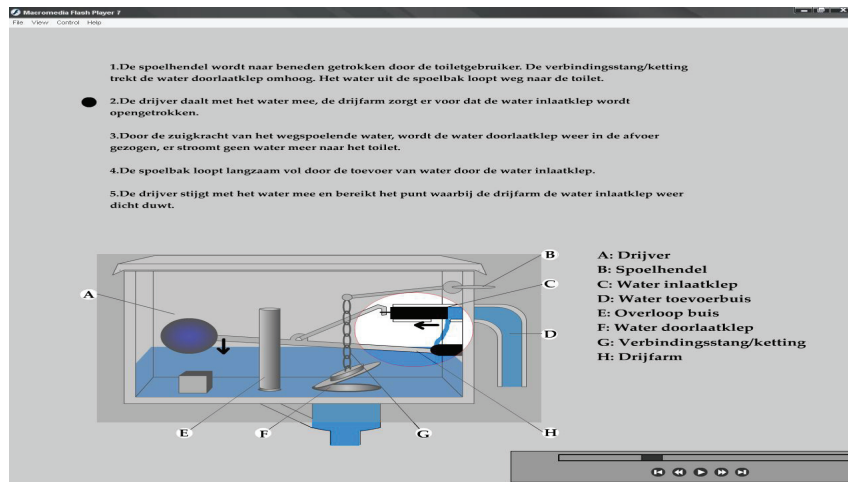 Macromedia Flash Player 7
File View Control Help
1.De spoelhendel wordt naar beneden getrokken door de toiletgebruiker. De verbindingsstang/ketting
trekt de water doorlaatklep omhoog. Het water uit de spoelbak loopt weg naar de toilet.
2.De drijver daalt met het water mee, de drijfarm zorgt er voor dat de water inlaatklep wordt
opengetrokken.
3.Door de zuigkracht van het wegspoelende water, wordt de water doorlaatklep weer in de afvoer
gezogen, er stroomt geen water meer naar het toilet.
4.De spoelbak loopt langzaam vol door de toevoer van water door de water inlaatklep.
5.De drijver stijgt met het water mee en bereikt het punt waarbij de drijfarm de water inlaatklep weer
dicht duwt.
A: Drijver
B: Spoelhendel
C: Water inlaatklep
D: Water toevoerbuis
E: Overloop buis
F: Water doorlaatklep
G: Verbindingsstang/ketting
H: Drijfarm
B
C
A
D
E
F
G
H